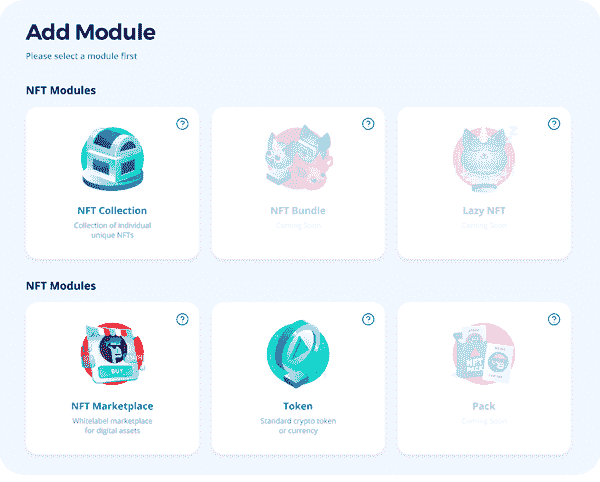 Add Module
Please select a module first
NFT Modules
NFT Collection
Collection of individual
unique NFTs
NFT Bundle
Coming Soon
Lazy NFT
Coming Soon
NFT Modules
BUY
NFT Marketplace
Whitelabel marketplace
for digital assets
Token
Standard crypto token
or currency
NFT
PACK
Pack
Coming Soon